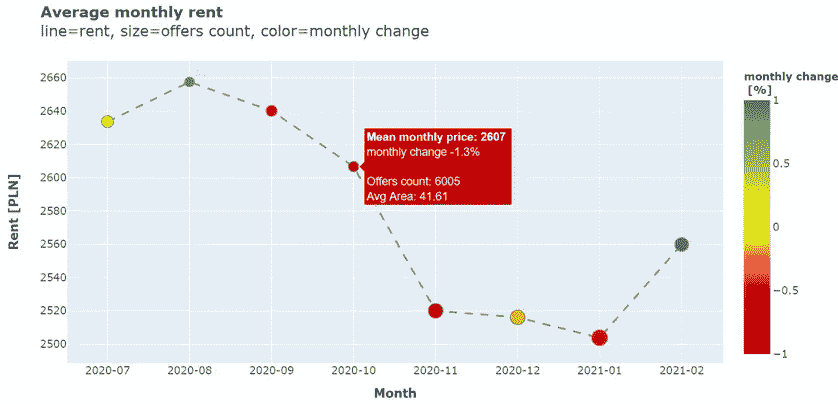 Average monthly rent
line=rent, size=offers count, color=monthly change
monthly change
[%]
2660
2640
2620
2600
2580
2560
2540
2520
2500
Rent [PLN]
Mean monthly price: 2607
monthly change -1.3%
Offers count: 6005
Avg Area: 41.61
1
0.5
0
−0.5
−1
2020-07
2020-08
2020-09
2020-10
2020-11
2020-12
2021-01
2021-02
Month